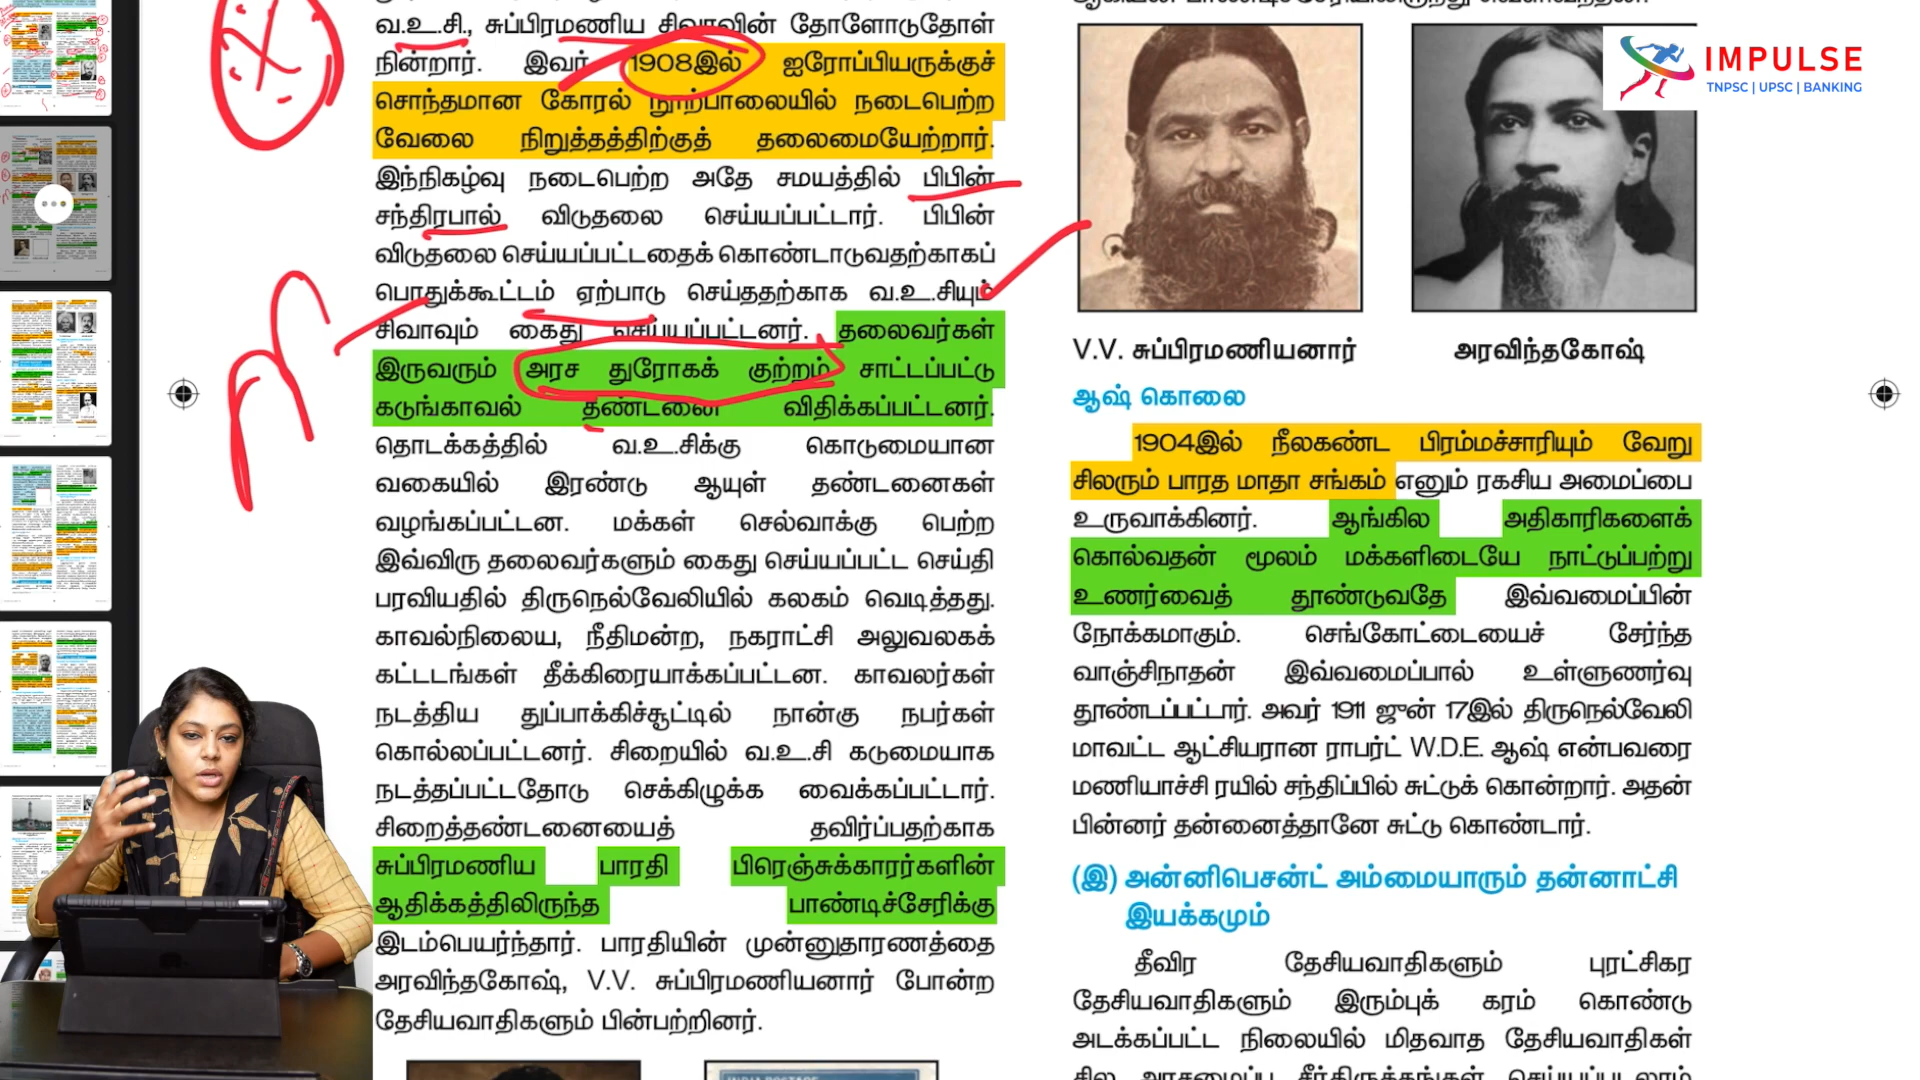 வ.உ.சி., சுப்பிரமணிய சிவாவின் தோளோடுதோள்
நின்றார். இவர் 1908இல் ஐரோப்பியருக்குச்
சொந்தமான கோரல் நூற்பாலையில் நடைபெற்ற
வேலை நிறுத்தத்திற்குத் தலைமையேற்றார்.
இந்நிகழ்வு நடைபெற்ற அதே சமயத்தில் பிபின்
சந்திரபால் விடுதலை செய்யப்பட்டார். பிபின்
விடுதலை செய்யப்பட்டதைக் கொண்டாடுவதற்காகப்
பொதுக்கூட்டம் ஏற்பாடு செய்ததற்காக வ.உ.சியும்
சிவாவும் கைது செய்யப்பட்டனர். தலைவர்கள்
இருவரும் அரச துரோகக் குற்றம் சாட்டப்பட்டு
கடுங்காவல் தண்டனை விதிக்கப்பட்டனர்.
தொடக்கத்தில் வ.உ.சிக்கு கொடுமையான
வகையில் இரண்டு ஆயுள் தண்டனைகள்
வழங்கப்பட்டன. மக்கள் செல்வாக்கு பெற்ற
இவ்விரு தலைவர்களும் கைது செய்யப்பட்ட செய்தி
பரவியதில் திருநெல்வேலியில் கலகம் வெடித்தது.
காவல்நிலைய, நீதிமன்ற, நகராட்சி அலுவலகக்
கட்டடங்கள் தீக்கிரையாக்கப்பட்டன. காவலர்கள்
நடத்திய துப்பாக்கிச்சூட்டில் நான்கு நபர்கள்
கொல்லப்பட்டனர். சிறையில் வ.உ.சி கடுமையாக
நடத்தப்பட்டதோடு செக்கிழுக்க வைக்கப்பட்டார்.
சிறைத்தண்டனையைத் தவிர்ப்பதற்காக
சுப்பிரமணிய பாரதி பிரெஞ்சுக்காரர்களின்
ஆதிக்கத்திலிருந்த பாண்டிச்சேரிக்கு
இடம்பெயர்ந்தார். பாரதியின் முன்னுதாரணத்தை
அரவிந்தகோஷ், V.V. சுப்பிரமணியனார் போன்ற
தேசியவாதிகளும் பின்பற்றினர்.
INDIA POSTAGE
IMPULSE
TNPSC | UPSC | BANKING
V.V. சுப்பிரமணியனார் அரவிந்தகோஷ்
ஆஷ் கொலை
1904இல் நீலகண்ட பிரம்மச்சாரியும் வேறு
சிலரும் பாரத மாதா சங்கம் எனும் ரகசிய அமைப்பை
உருவாக்கினர். ஆங்கில அதிகாரிகளைக்
கொல்வதன் மூலம் மக்களிடையே நாட்டுப்பற்று
உணர்வைத் தூண்டுவதே இவ்வமைப்பின்
நோக்கமாகும். செங்கோட்டையைச் சேர்ந்த
வாஞ்சிநாதன் இவ்வமைப்பால் உள்ளுணர்வு
தூண்டப்பட்டார். அவர் 1911 ஜுன் 17இல் திருநெல்வேலி
மாவட்ட ஆட்சியரான ராபர்ட் W.D.E. ஆஷ் என்பவரை
மணியாச்சி ரயில் சந்திப்பில் சுட்டுக் கொன்றார். அதன்
பின்னர் தன்னைத்தானே சுட்டு கொண்டார்.
(இ) அன்னிபெசன்ட் அம்மையாரும் தன்னாட்சி
இயக்கமும்
தீவிர தேசியவாதிகளும் புரட்சிகர
தேசியவாதிகளும் இரும்புக் கரம் கொண்டு
அடக்கப்பட்ட நிலையில் மிதவாத தேசியவாதிகள்
சில அரசமைப்பு சீர்திருத்தங்கள் செய்யப்படலாம்